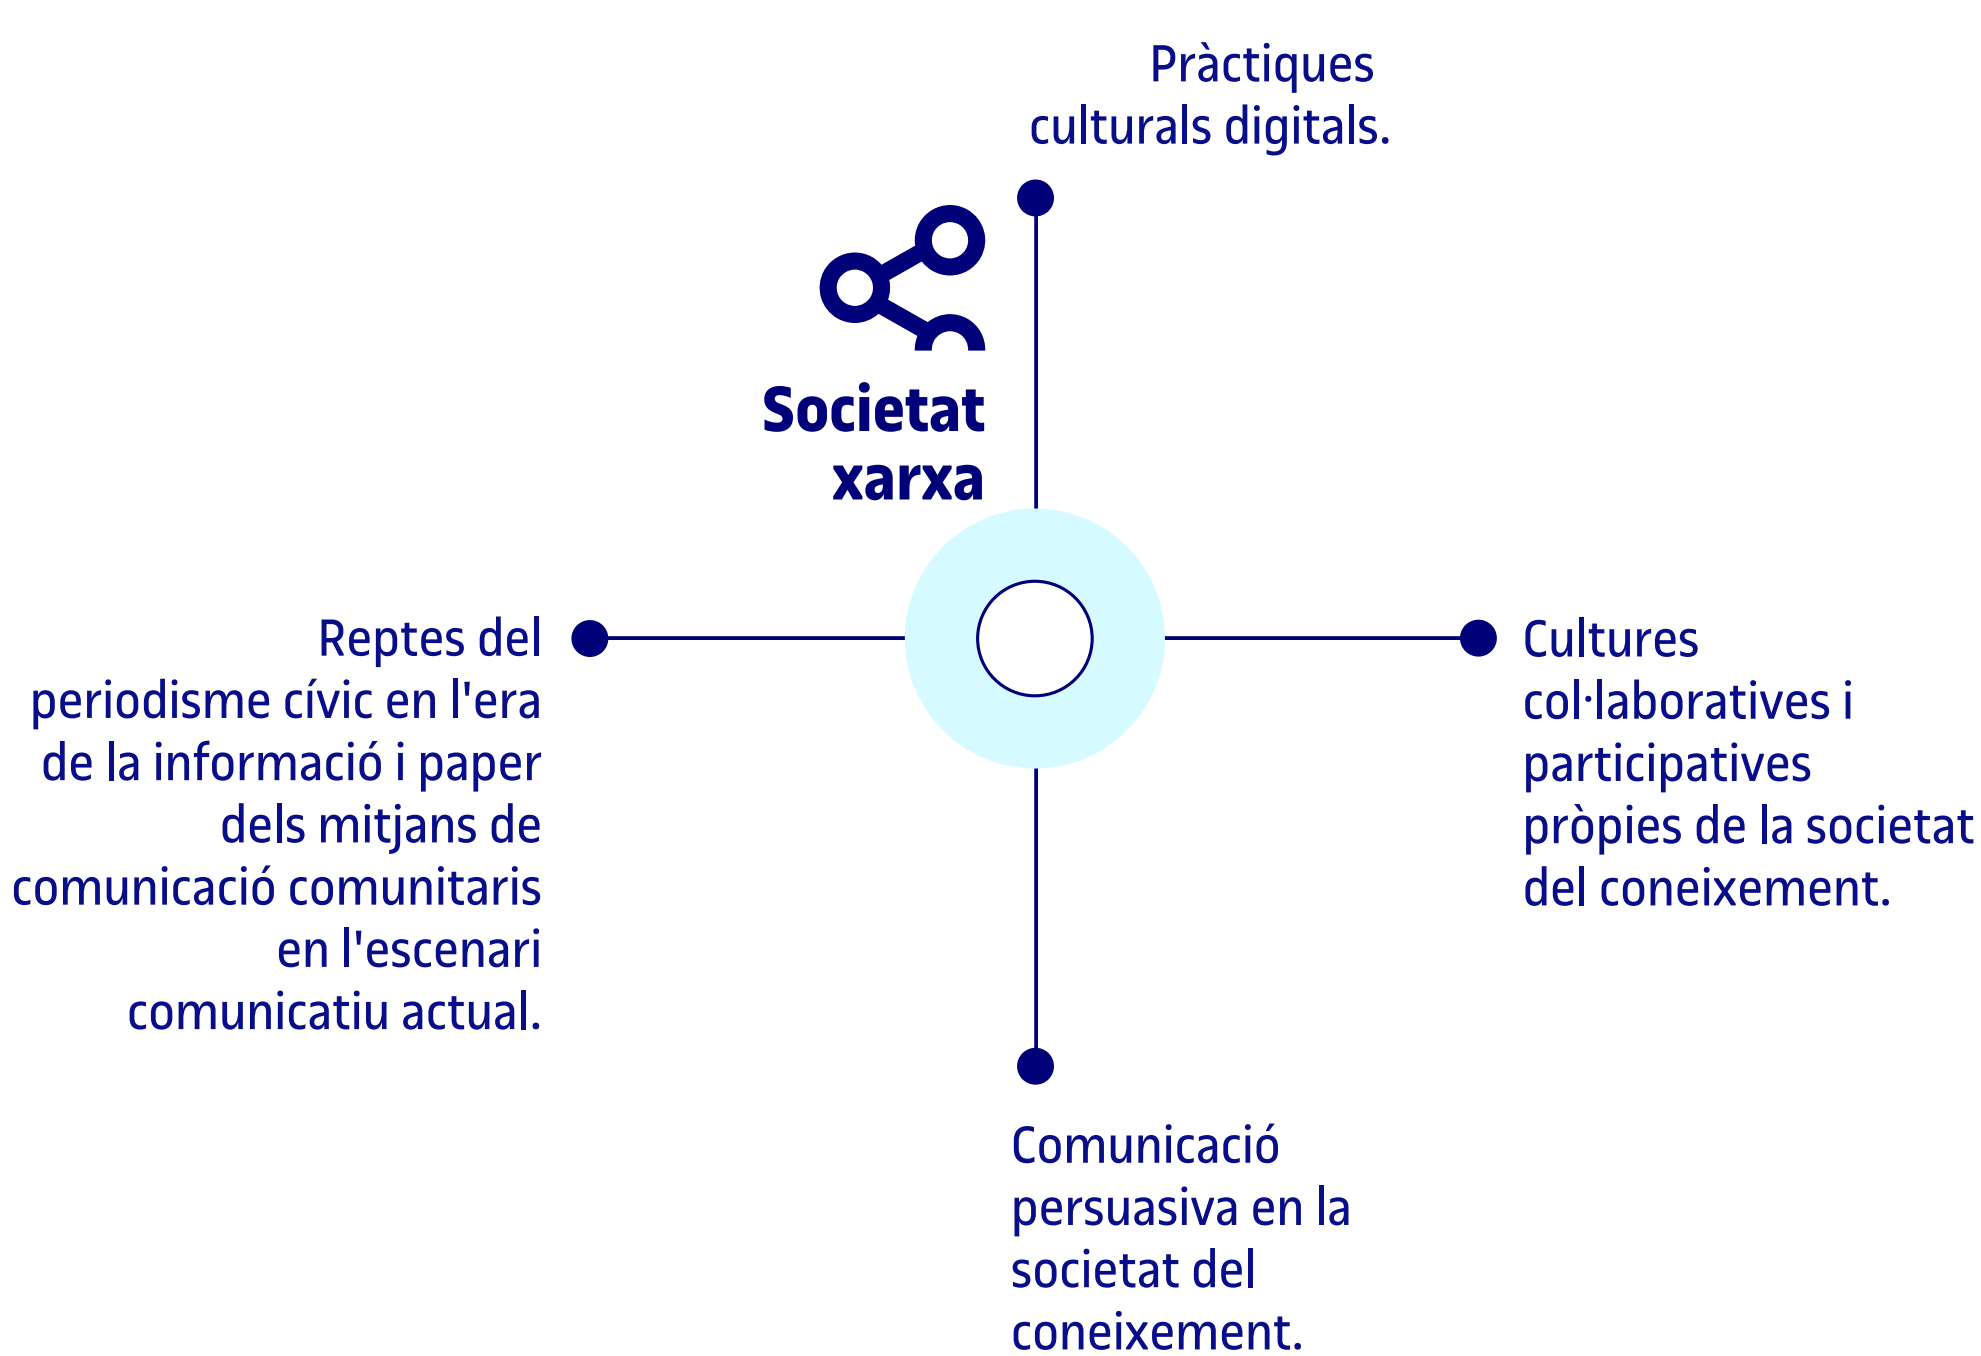 Pràctiques
culturals digitals.
Societat
xarxa
Reptes del
periodisme cívic en l'era
de la informació i paper
dels mitjans de
comunicació comunitaris
en l'escenari
comunicatiu actual.
Cultures
col·laboratives i
participatives
pròpies de la societat
del coneixement.
Comunicació
persuasiva en la
societat del
coneixement.